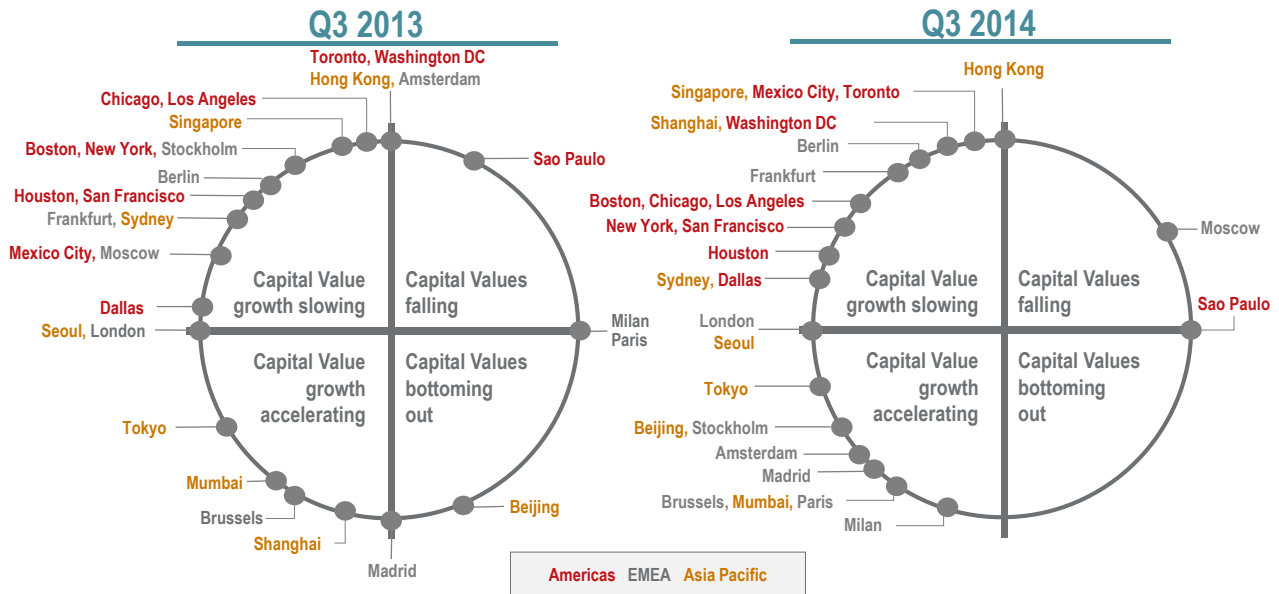 Q3 2013
Toronto, Washington DC
Hong Kong, Amsterdam
Chicago, Los Angeles
Singapore
Boston, New York, Stockholm
Berlin
Houston, San Francisco
Frankfurt, Sydney
Mexico City, Moscow
Dallas
Seoul, London
Tokyo
Mumbai
Brussels
Shanghai
Madrid
Beijing
Milan
Paris
Sao Paulo
Capital Value
growth slowing
Capital Values
falling
Capital Value
growth
accelerating
Capital Values
bottoming
out
Q3 2014
Hong Kong
Singapore, Mexico City, Toronto
Shanghai, Washington DC
Berlin
Frankfurt
Boston, Chicago, Los Angeles
New York, San Francisco
Houston
Sydney, Dallas
London
Seoul
Tokyo
Beijing, Stockholm
Amsterdam
Madrid
Brussels, Mumbai, Paris
Milan
Moscow
Sao Paulo
Capital Value
growth slowing
Capital Values
falling
Capital Value
growth
accelerating
Capital Values
bottoming
out
Americas EMEA Asia Pacific